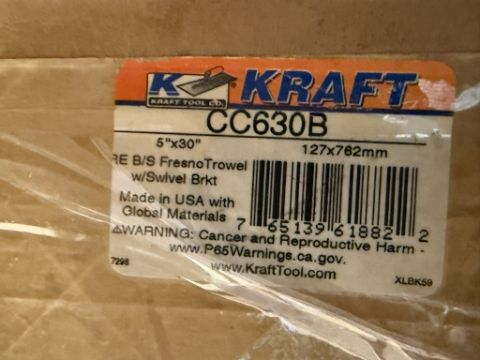 K KRAFT
KRAFT TOOL CO.
CC630B
5"x30" 127x762mm
RE B/S FresnoTrowel
w/Swivel Brkt
Made in USA with
Global Materials
7 65139 61882 2
⚠WARNING: Cancer and Reproductive Harm -
www.P65Warnings.ca.gov.
www.KraftTool.com
7298 XLBK59